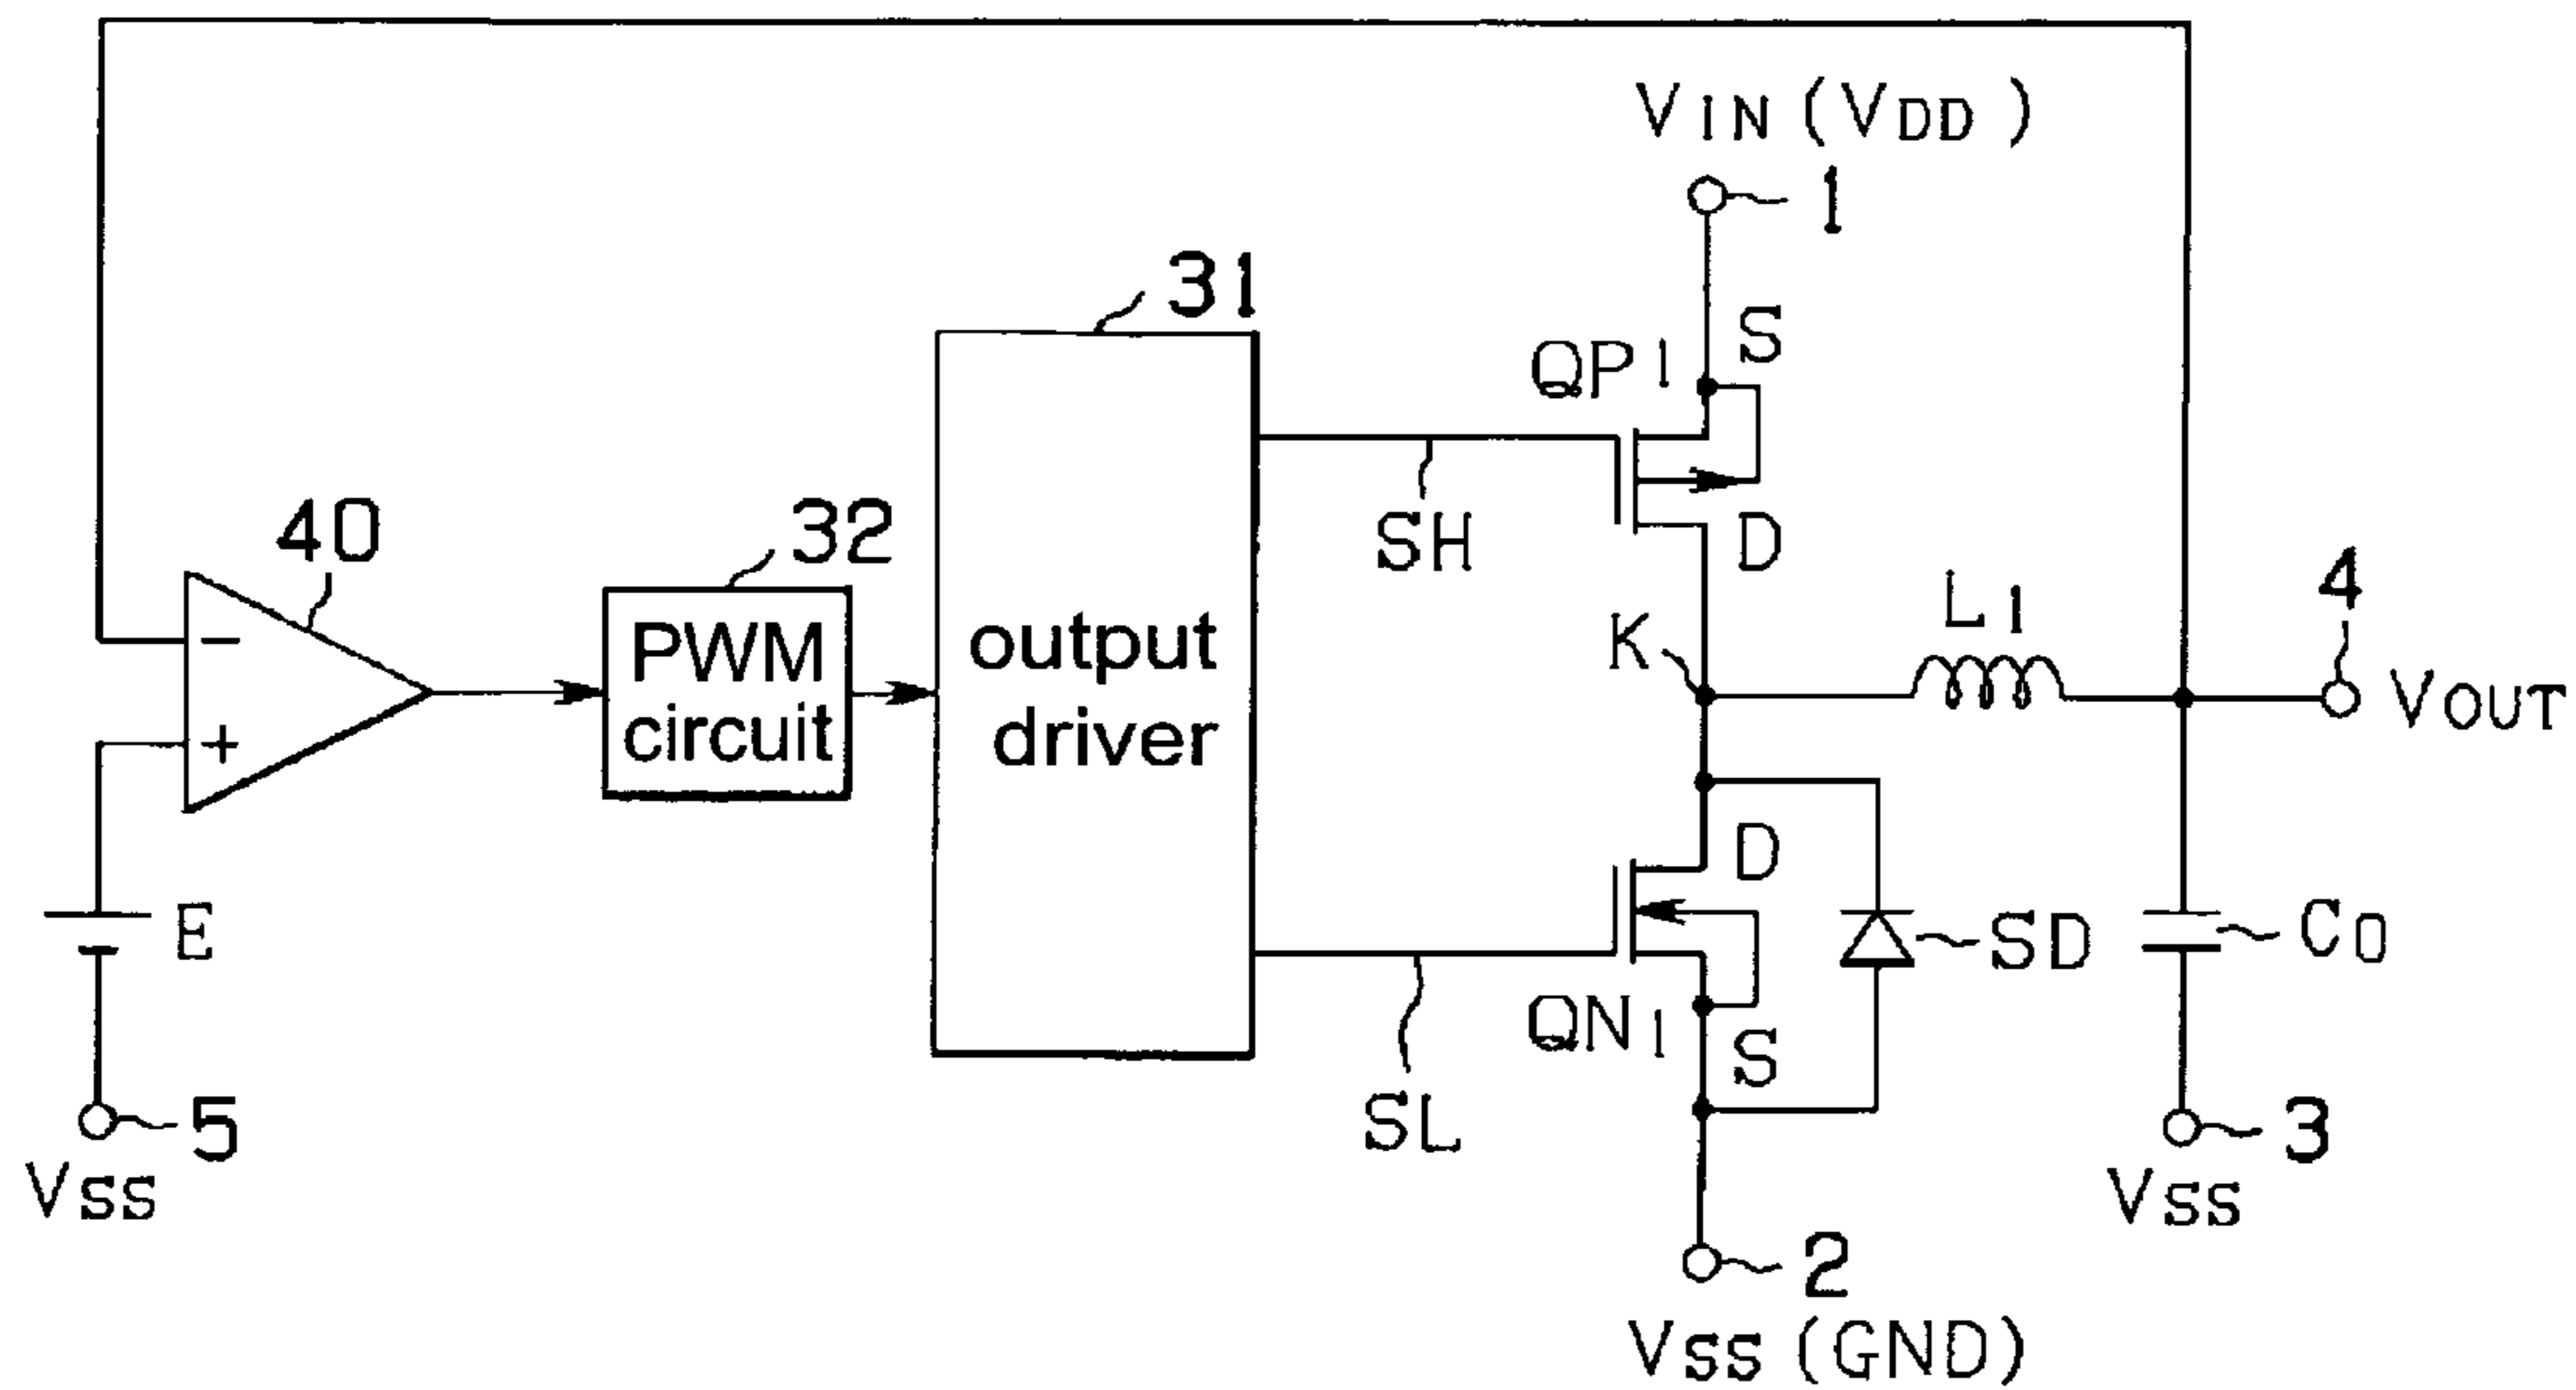 VIN (VDD)
1
31
S
QP1
40
32
SH
D
4
L1
K
PWM
circuit
output
driver
−
+
VOUT
D
E
SD
CO
QN1
S
5
SL
3
VSS
VSS
2
VSS (GND)